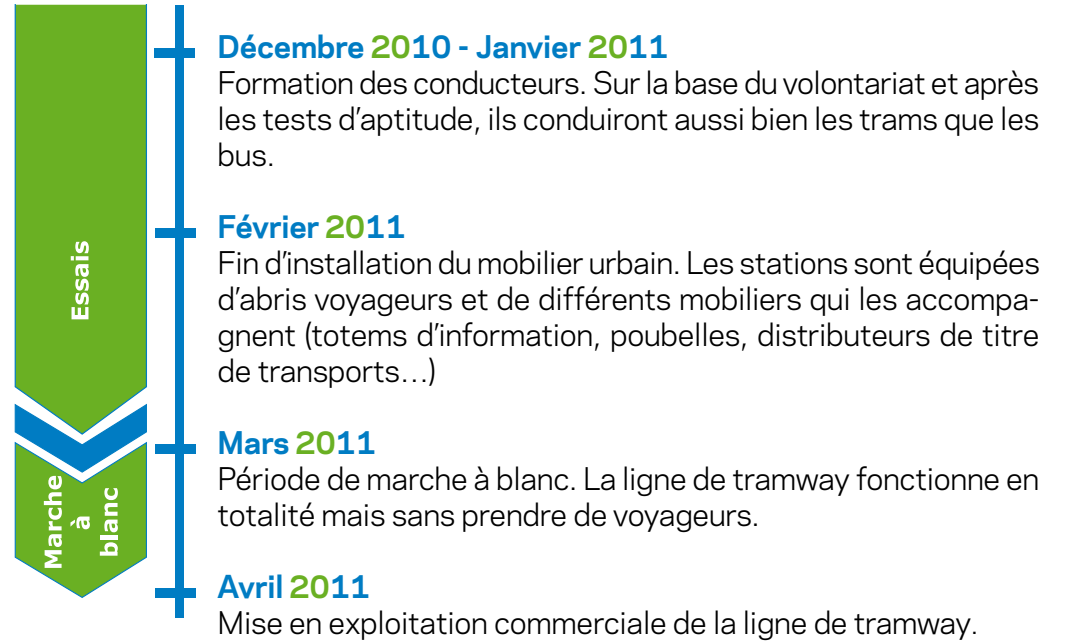 Essais
Marche
à
blanc
Décembre 2010 - Janvier 2011
Formation des conducteurs. Sur la base du volontariat et après
les tests d’aptitude, ils conduiront aussi bien les trams que les
bus.
Février 2011
Fin d’installation du mobilier urbain. Les stations sont équipées
d’abris voyageurs et de différents mobiliers qui les accompa-
gnent (totems d’information, poubelles, distributeurs de titre
de transports…)
Mars 2011
Période de marche à blanc. La ligne de tramway fonctionne en
totalité mais sans prendre de voyageurs.
Avril 2011
Mise en exploitation commerciale de la ligne de tramway.